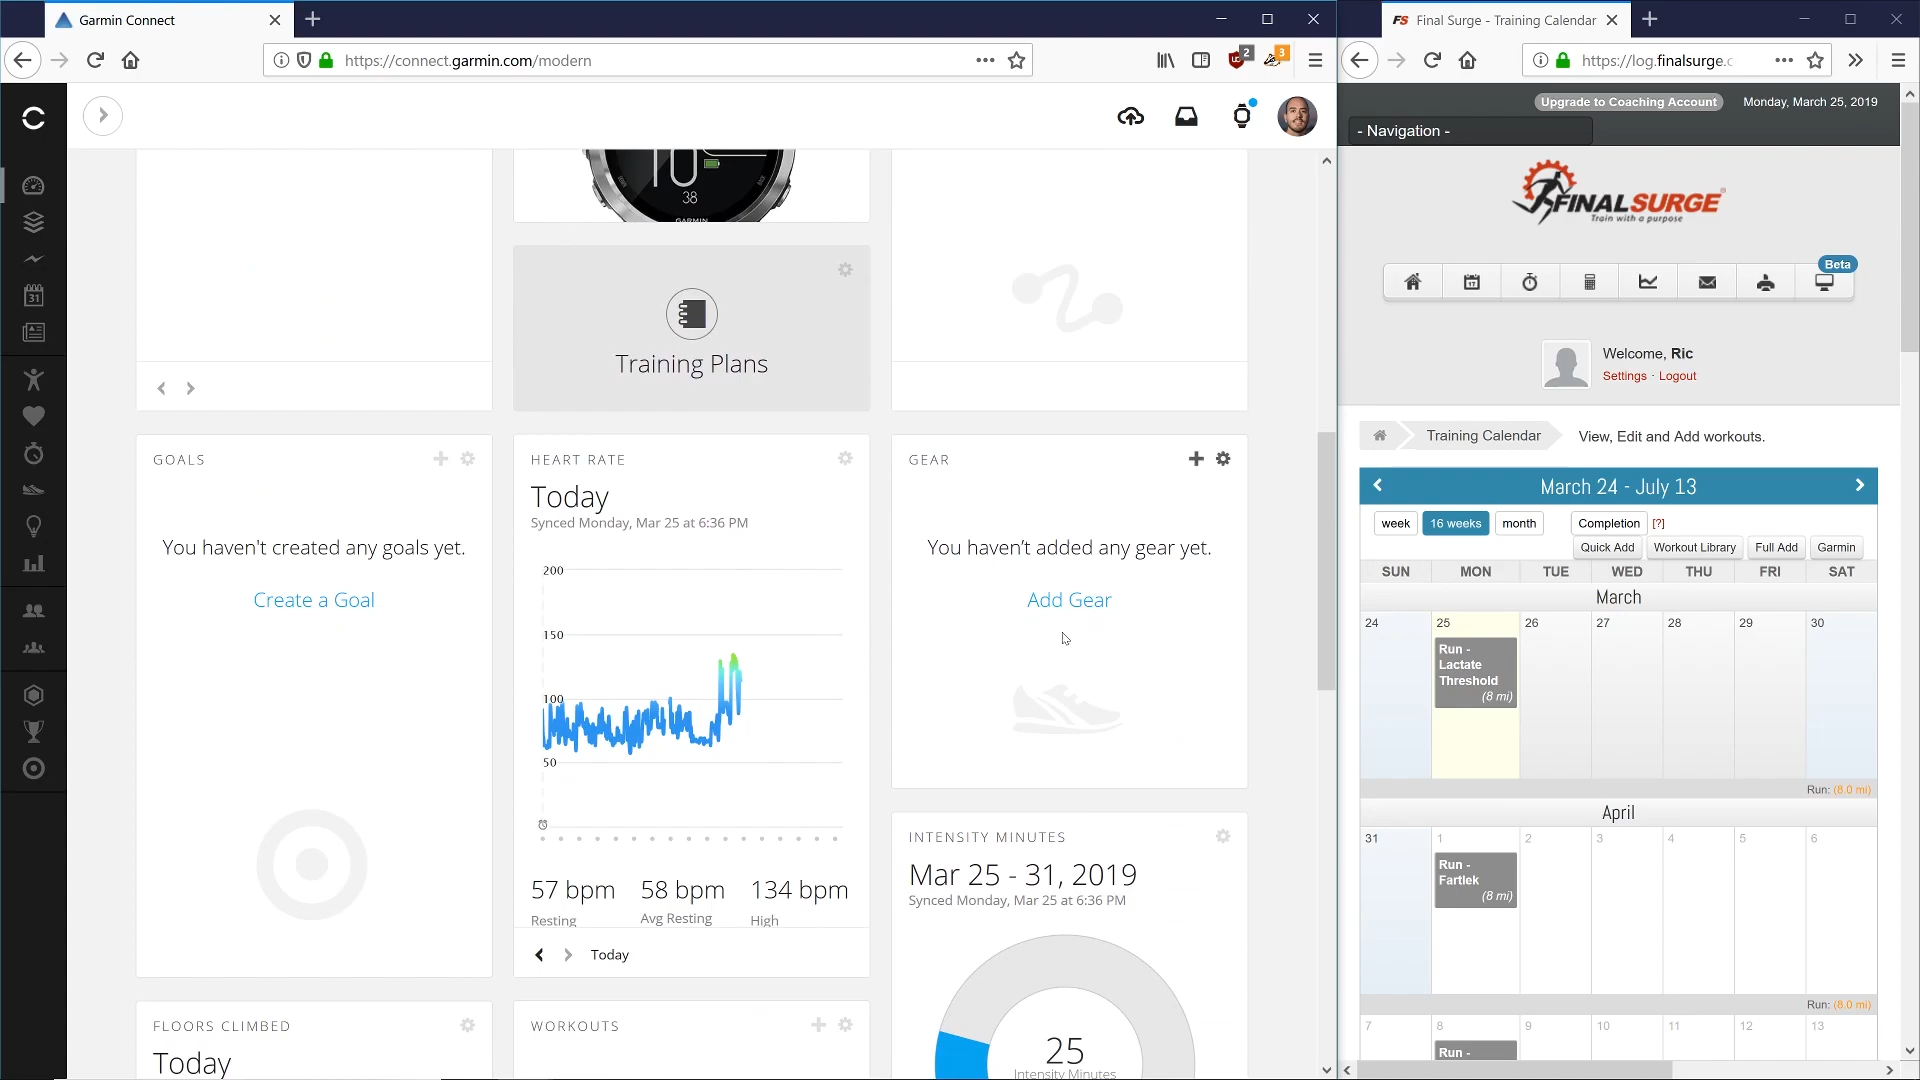 Garmin Connect
Final Surge - Training Calendar
https://connect.garmin.com/modern
2
3
https://log.finalsurge.c
Upgrade to Coaching Account
Monday, March 25, 2019
- Navigation -
10
38
GARMIN
FINALSURGE
Train with a purpose
Beta
31
17
Training Plans
Welcome, Ric
Settings · Logout
Training Calendar
View, Edit and Add workouts.
GOALS
You haven't created any goals yet.
Create a Goal
HEART RATE
Today
Synced Monday, Mar 25 at 6:36 PM
200
150
100
50
57 bpm
58 bpm
134 bpm
Resting
Avg Resting
High
Today
GEAR
You haven't added any gear yet.
Add Gear
INTENSITY MINUTES
Mar 25 - 31, 2019
Synced Monday, Mar 25 at 6:36 PM
25
Intensity Minutes
FLOORS CLIMBED
Today
WORKOUTS
March 24 - July 13
week
16 weeks
month
Completion
[?]
Quick Add
Workout Library
Full Add
Garmin
SUN MON TUE WED THU FRI SAT
March
24 25 26 27 28 29 30
Run -
Lactate
Threshold
(8 mi)
Run: (8.0 mi)
April
31 1 2 3 4 5 6
Run -
Fartlek
(8 mi)
Run: (8.0 mi)
7 8 9 10 11 12 13
Run -